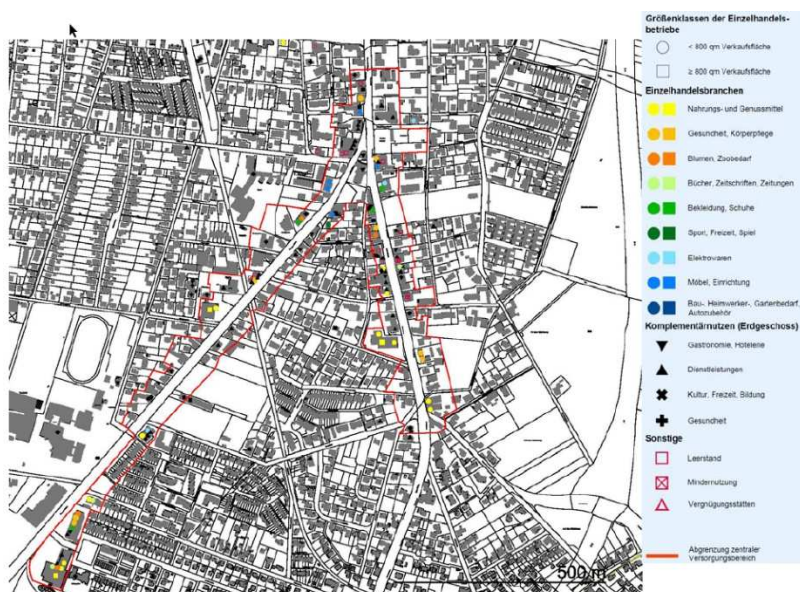 Größenklassen der Einzelhandels-
betriebe
< 800 qm Verkaufsfläche
≥ 800 qm Verkaufsfläche
Einzelhandelsbranchen
Nahrungs- und Genussmittel
Gesundheit, Körperpflege
Blumen, Zoobedarf
Bücher, Zeitschriften, Zeitungen
Bekleidung, Schuhe
Sport, Freizeit, Spiel
Elektrowaren
Möbel, Einrichtung
Bau-, Heimwerker-, Gartenbedarf,
Autozubehör
Komplementärnutzen (Erdgeschoss)
Gastronomie, Hotellerie
Dienstleistungen
Kultur, Freizeit, Bildung
Gesundheit
Sonstige
Leerstand
Mindernutzung
Vergnügungsstätten
Abgrenzung zentraler
Versorgungsbereich
500 m